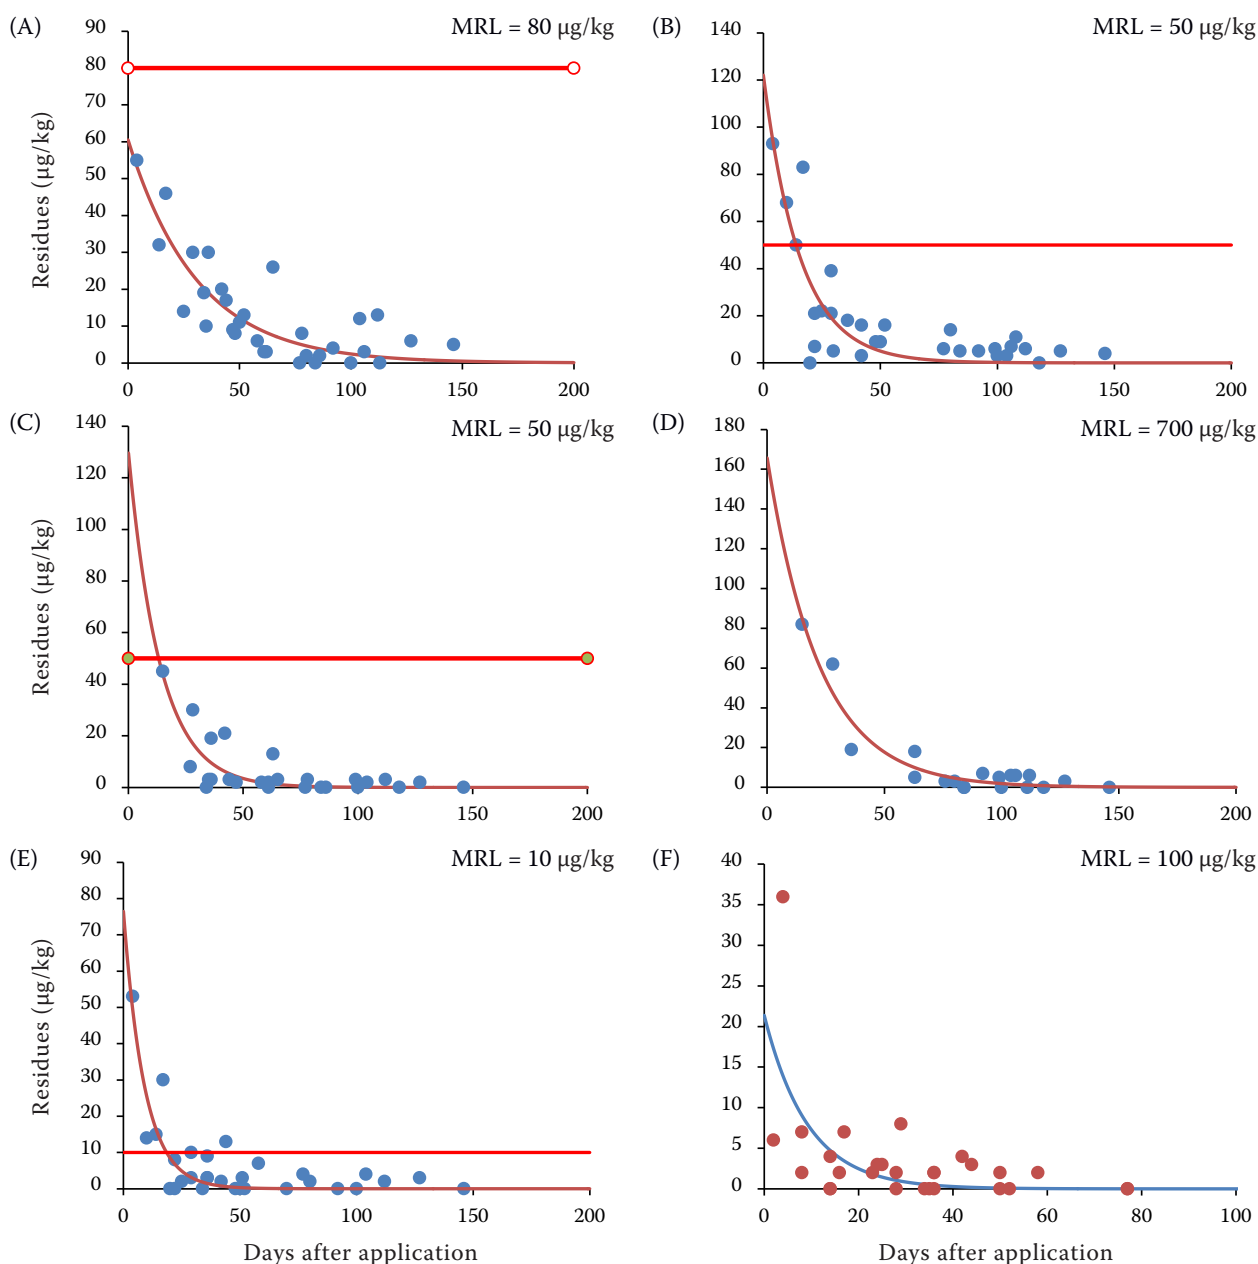 (A)
MRL = 80 µg/kg
90
80
70
60
50
40
30
20
10
0
Residues (µg/kg)
0 50 100 150 200
(B)
MRL = 50 µg/kg
140
120
100
80
60
40
20
0
0 50 100 150 200
(C)
MRL = 50 µg/kg
140
120
100
80
60
40
20
0
Residues (µg/kg)
0 50 100 150 200
(D)
MRL = 700 µg/kg
180
160
140
120
100
80
60
40
20
0
0 50 100 150 200
(E)
MRL = 10 µg/kg
90
80
70
60
50
40
30
20
10
0
Residues (µg/kg)
0 50 100 150 200
Days after application
(F)
MRL = 100 µg/kg
40
35
30
25
20
15
10
5
0
0 20 40 60 80 100
Days after application